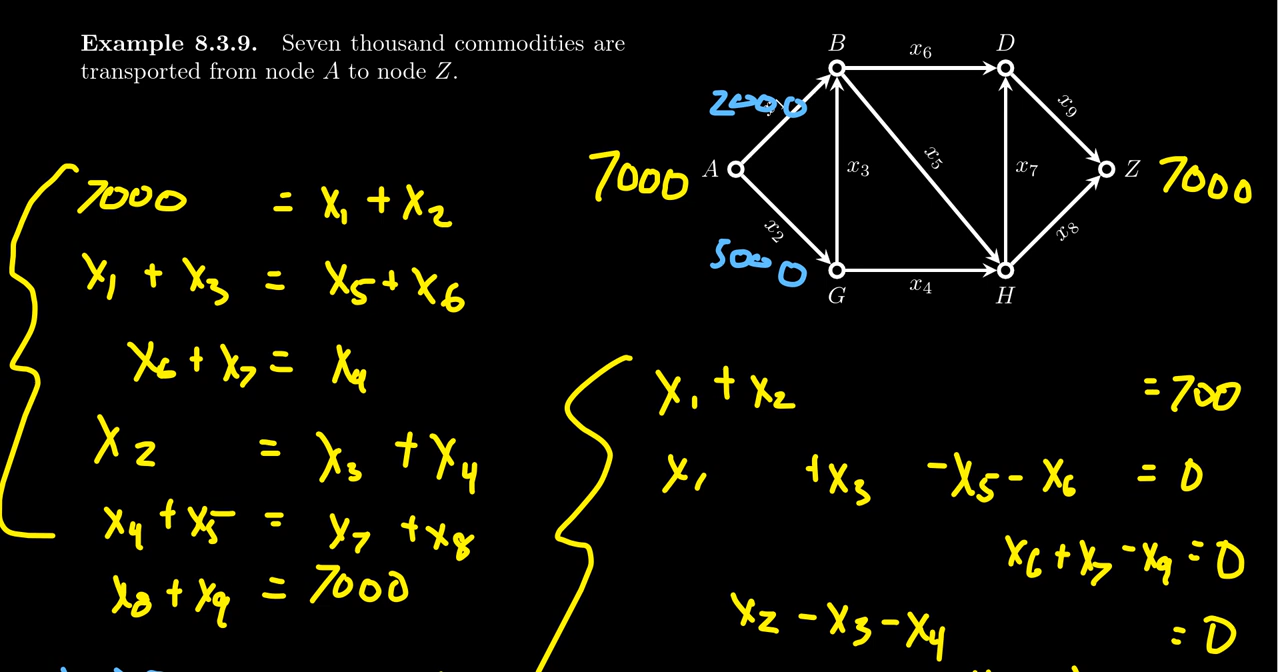 Example 8.3.9. Seven thousand commodities are
transported from node A to node Z.
B x₆ D
2000
x₉
7000 A x₃ x₅ x₇ Z 7000
x₂ x₈
5000
G x₄ H
7000 = x₁ + x₂
x₁ + x₃ = x₅ + x₆
x₆ + x₇ = x₉
x₂ = x₃ + x₄
x₄ + x₅ = x₇ + x₈
x₈ + x₉ = 7000
x₁ + x₂ = 700
x₁ + x₃ - x₅ - x₆ = 0
x₆ + x₇ - x₉ = 0
x₂ - x₃ - x₄ = 0